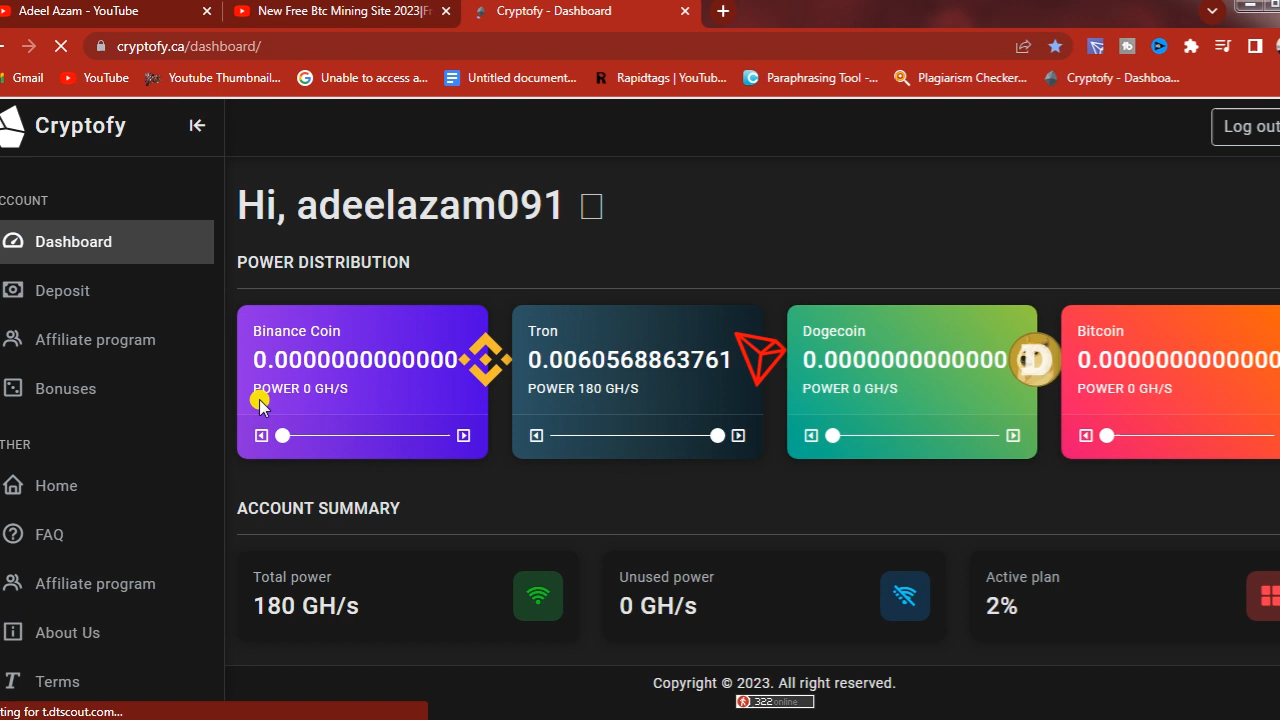 Adeel Azam - YouTube
New Free Btc Mining Site 2023|Fr
Cryptofy - Dashboard
cryptofy.ca/dashboard/
Gmail
YouTube
Youtube Thumbnail...
Unable to access a...
Untitled document...
Rapidtags | YouTub...
Paraphrasing Tool -...
Plagiarism Checker...
Cryptofy - Dashboa...
Cryptofy
Log out
CCOUNT
Dashboard
Deposit
Affiliate program
Bonuses
THER
Home
FAQ
Affiliate program
About Us
Terms
Hi, adeelazam091
POWER DISTRIBUTION
Binance Coin
0.0000000000000
POWER 0 GH/S
Tron
0.0060568863761
POWER 180 GH/S
Dogecoin
0.0000000000000
POWER 0 GH/S
Bitcoin
0.000000000000
POWER 0 GH/S
ACCOUNT SUMMARY
Total power
180 GH/s
Unused power
0 GH/s
Active plan
2%
Copyright © 2023. All right reserved.
322 online
ting for t.dtscout.com...